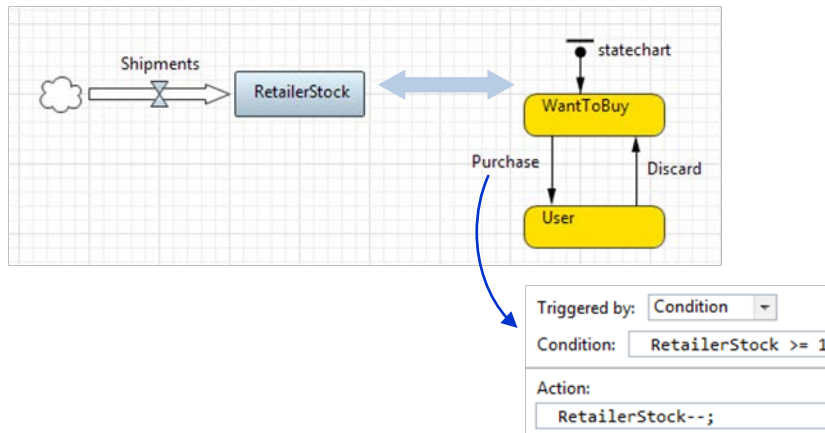 Shipments
RetailerStock
statechart
WantToBuy
Purchase
Discard
User
Triggered by: Condition
Condition: RetailerStock >= 1
Action:
RetailerStock--;